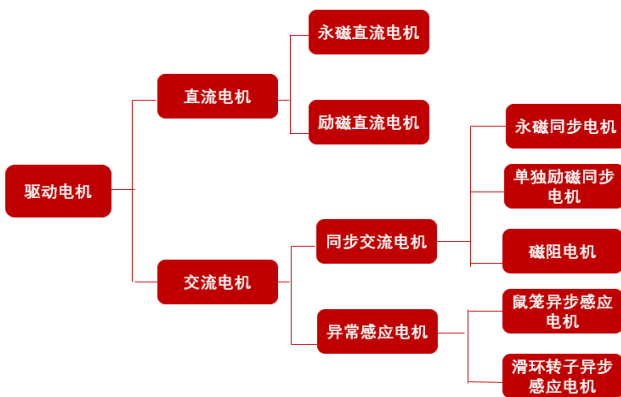 驱动电机
直流电机
永磁直流电机
励磁直流电机
交流电机
同步交流电机
永磁同步电机
单独励磁同步
电机
磁阻电机
异常感应电机
鼠笼异步感应
电机
滑环转子异步
感应电机